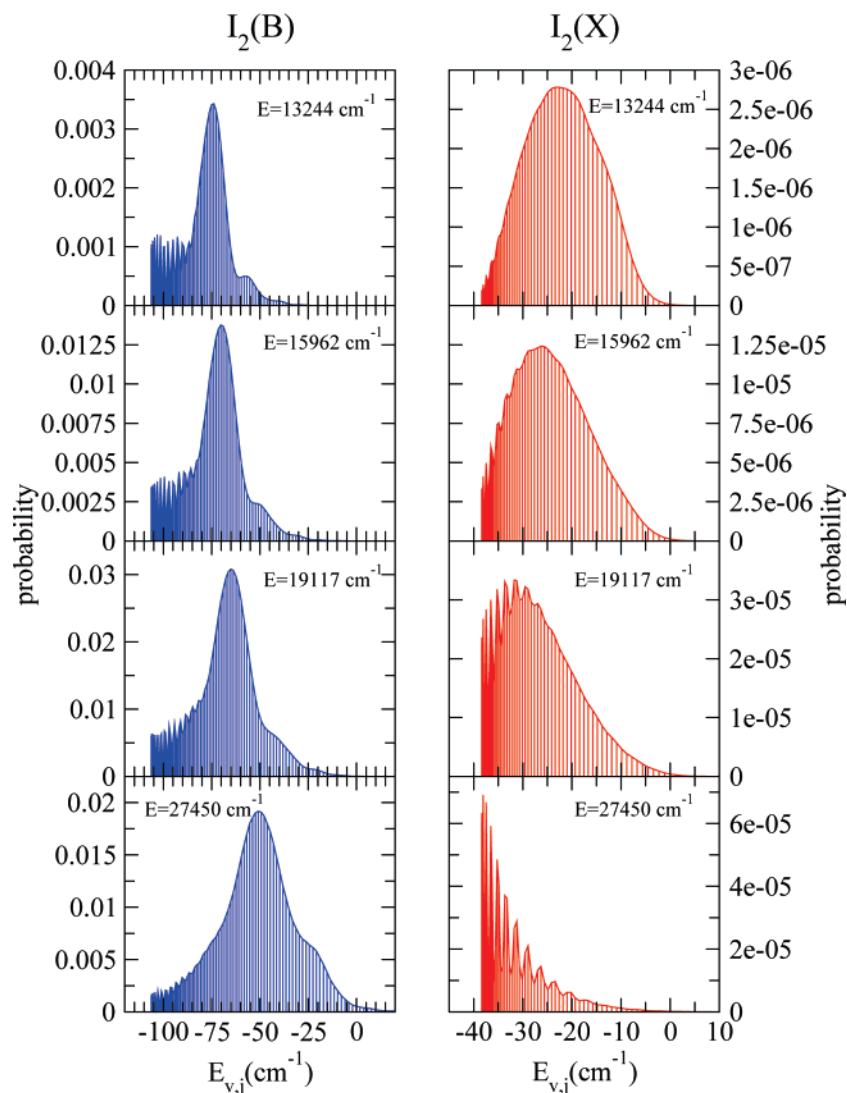 I2(B) I2(X)
0.004
0.003
0.002
0.001
0
E=13244 cm-1
E=13244 cm-1
3e-06
2.5e-06
2e-06
1.5e-06
1e-06
5e-07
0
0.0125
0.01
0.0075
0.005
0.0025
0
E=15962 cm-1
E=15962 cm-1
1.25e-05
1e-05
7.5e-06
5e-06
2.5e-06
0
probability
probability
0.03
0.02
0.01
0
E=19117 cm-1
E=19117 cm-1
3e-05
2e-05
1e-05
0
0.02
0.015
0.01
0.005
0
E=27450 cm-1
E=27450 cm-1
6e-05
4e-05
2e-05
0
-100 -75 -50 -25 0
-40 -30 -20 -10 0 10
Ev,j(cm-1) Ev,j(cm-1)